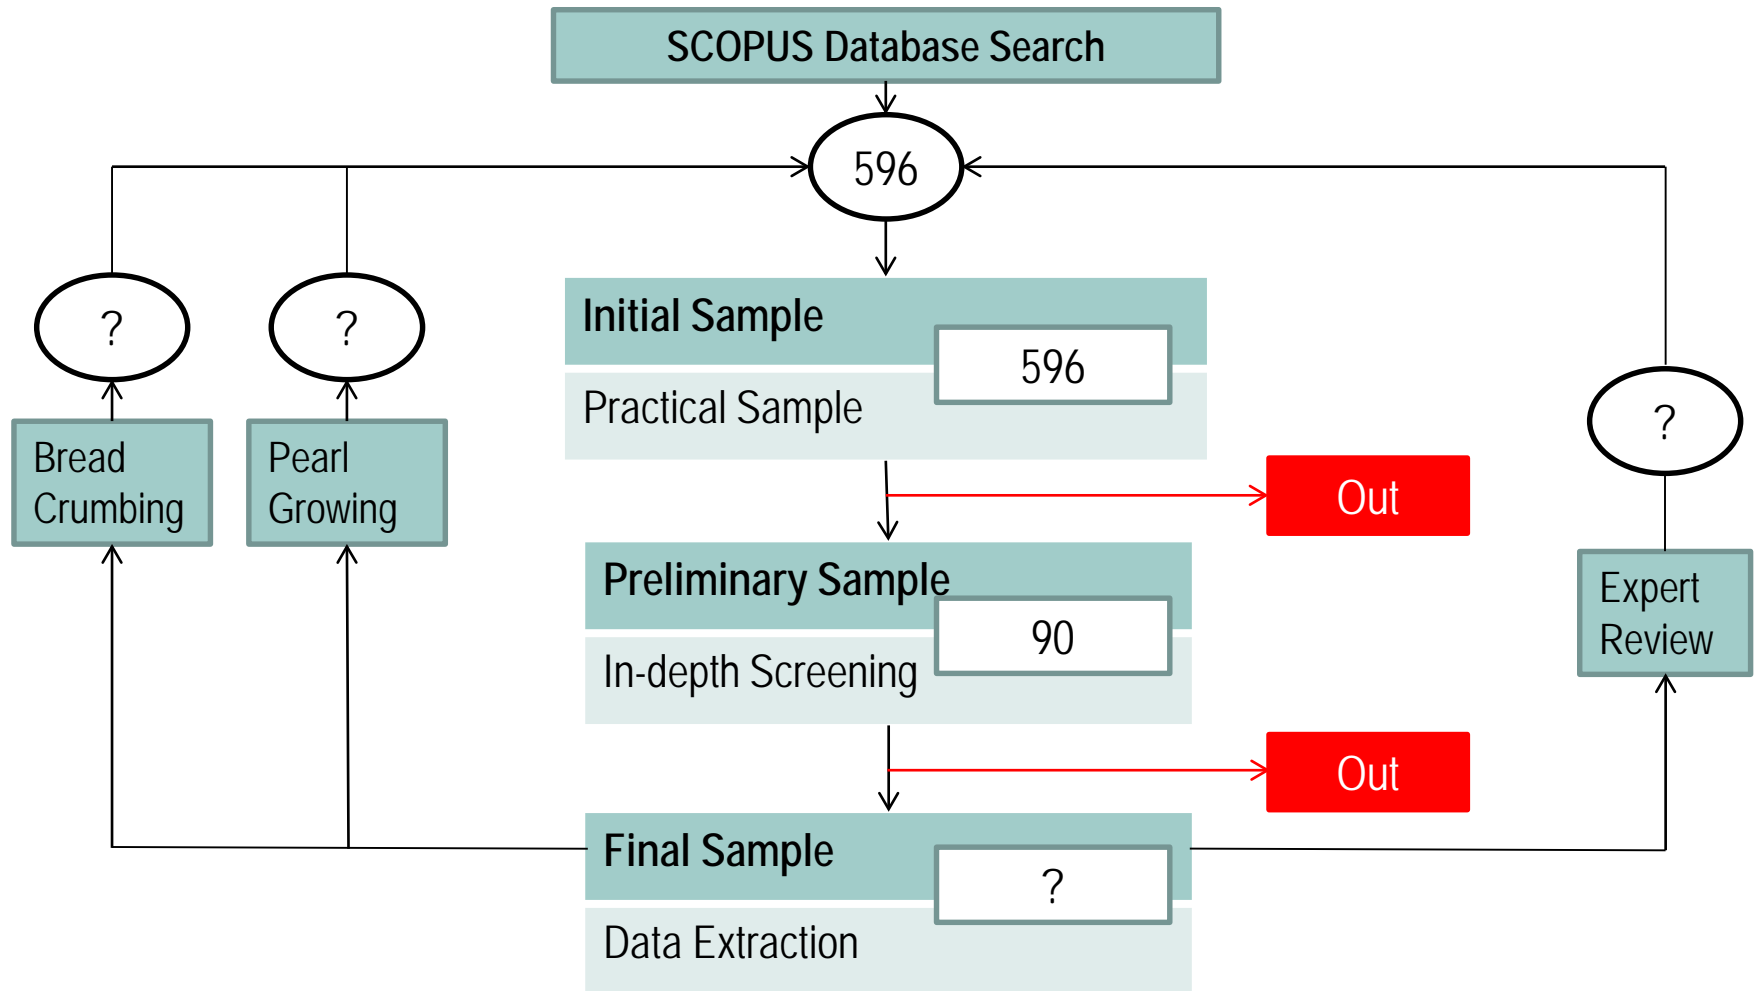 SCOPUS Database Search
596
?
?
Initial Sample
596
Practical Sample
?
Bread
Crumbing
Pearl
Growing
Out
Preliminary Sample
90
In-depth Screening
Expert
Review
Out
Final Sample
?
Data Extraction